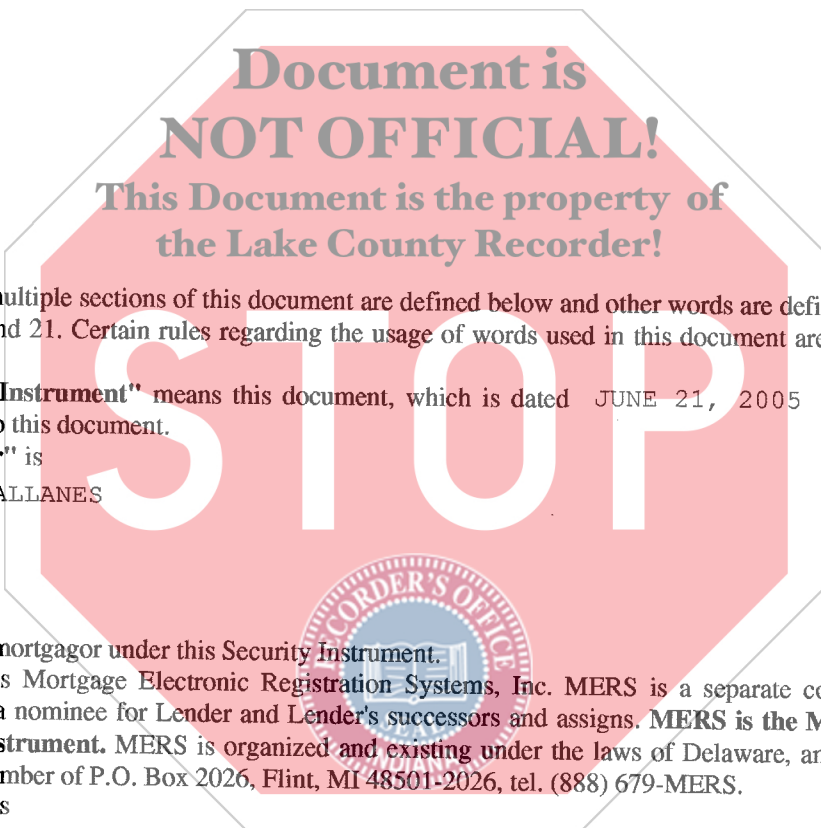 Document is
NOT OFFICIAL!
This Document is the property of
the Lake County Recorder!
ultiple sections of this document are defined below and other words are defi
nd 21. Certain rules regarding the usage of words used in this document are
Instrument" means this document, which is dated JUNE 21, 2005
o this document.
" is
ALLANES
STOP
mortgagor under this Security Instrument.
s Mortgage Electronic Registration Systems, Inc. MERS is a separate co
a nominee for Lender and Lender's successors and assigns. MERS is the M
strument. MERS is organized and existing under the laws of Delaware, an
mber of P.O. Box 2026, Flint, MI 48501-2026, tel. (888) 679-MERS.
s
RECORDER'S OFFICE
SEAL
INDIANA